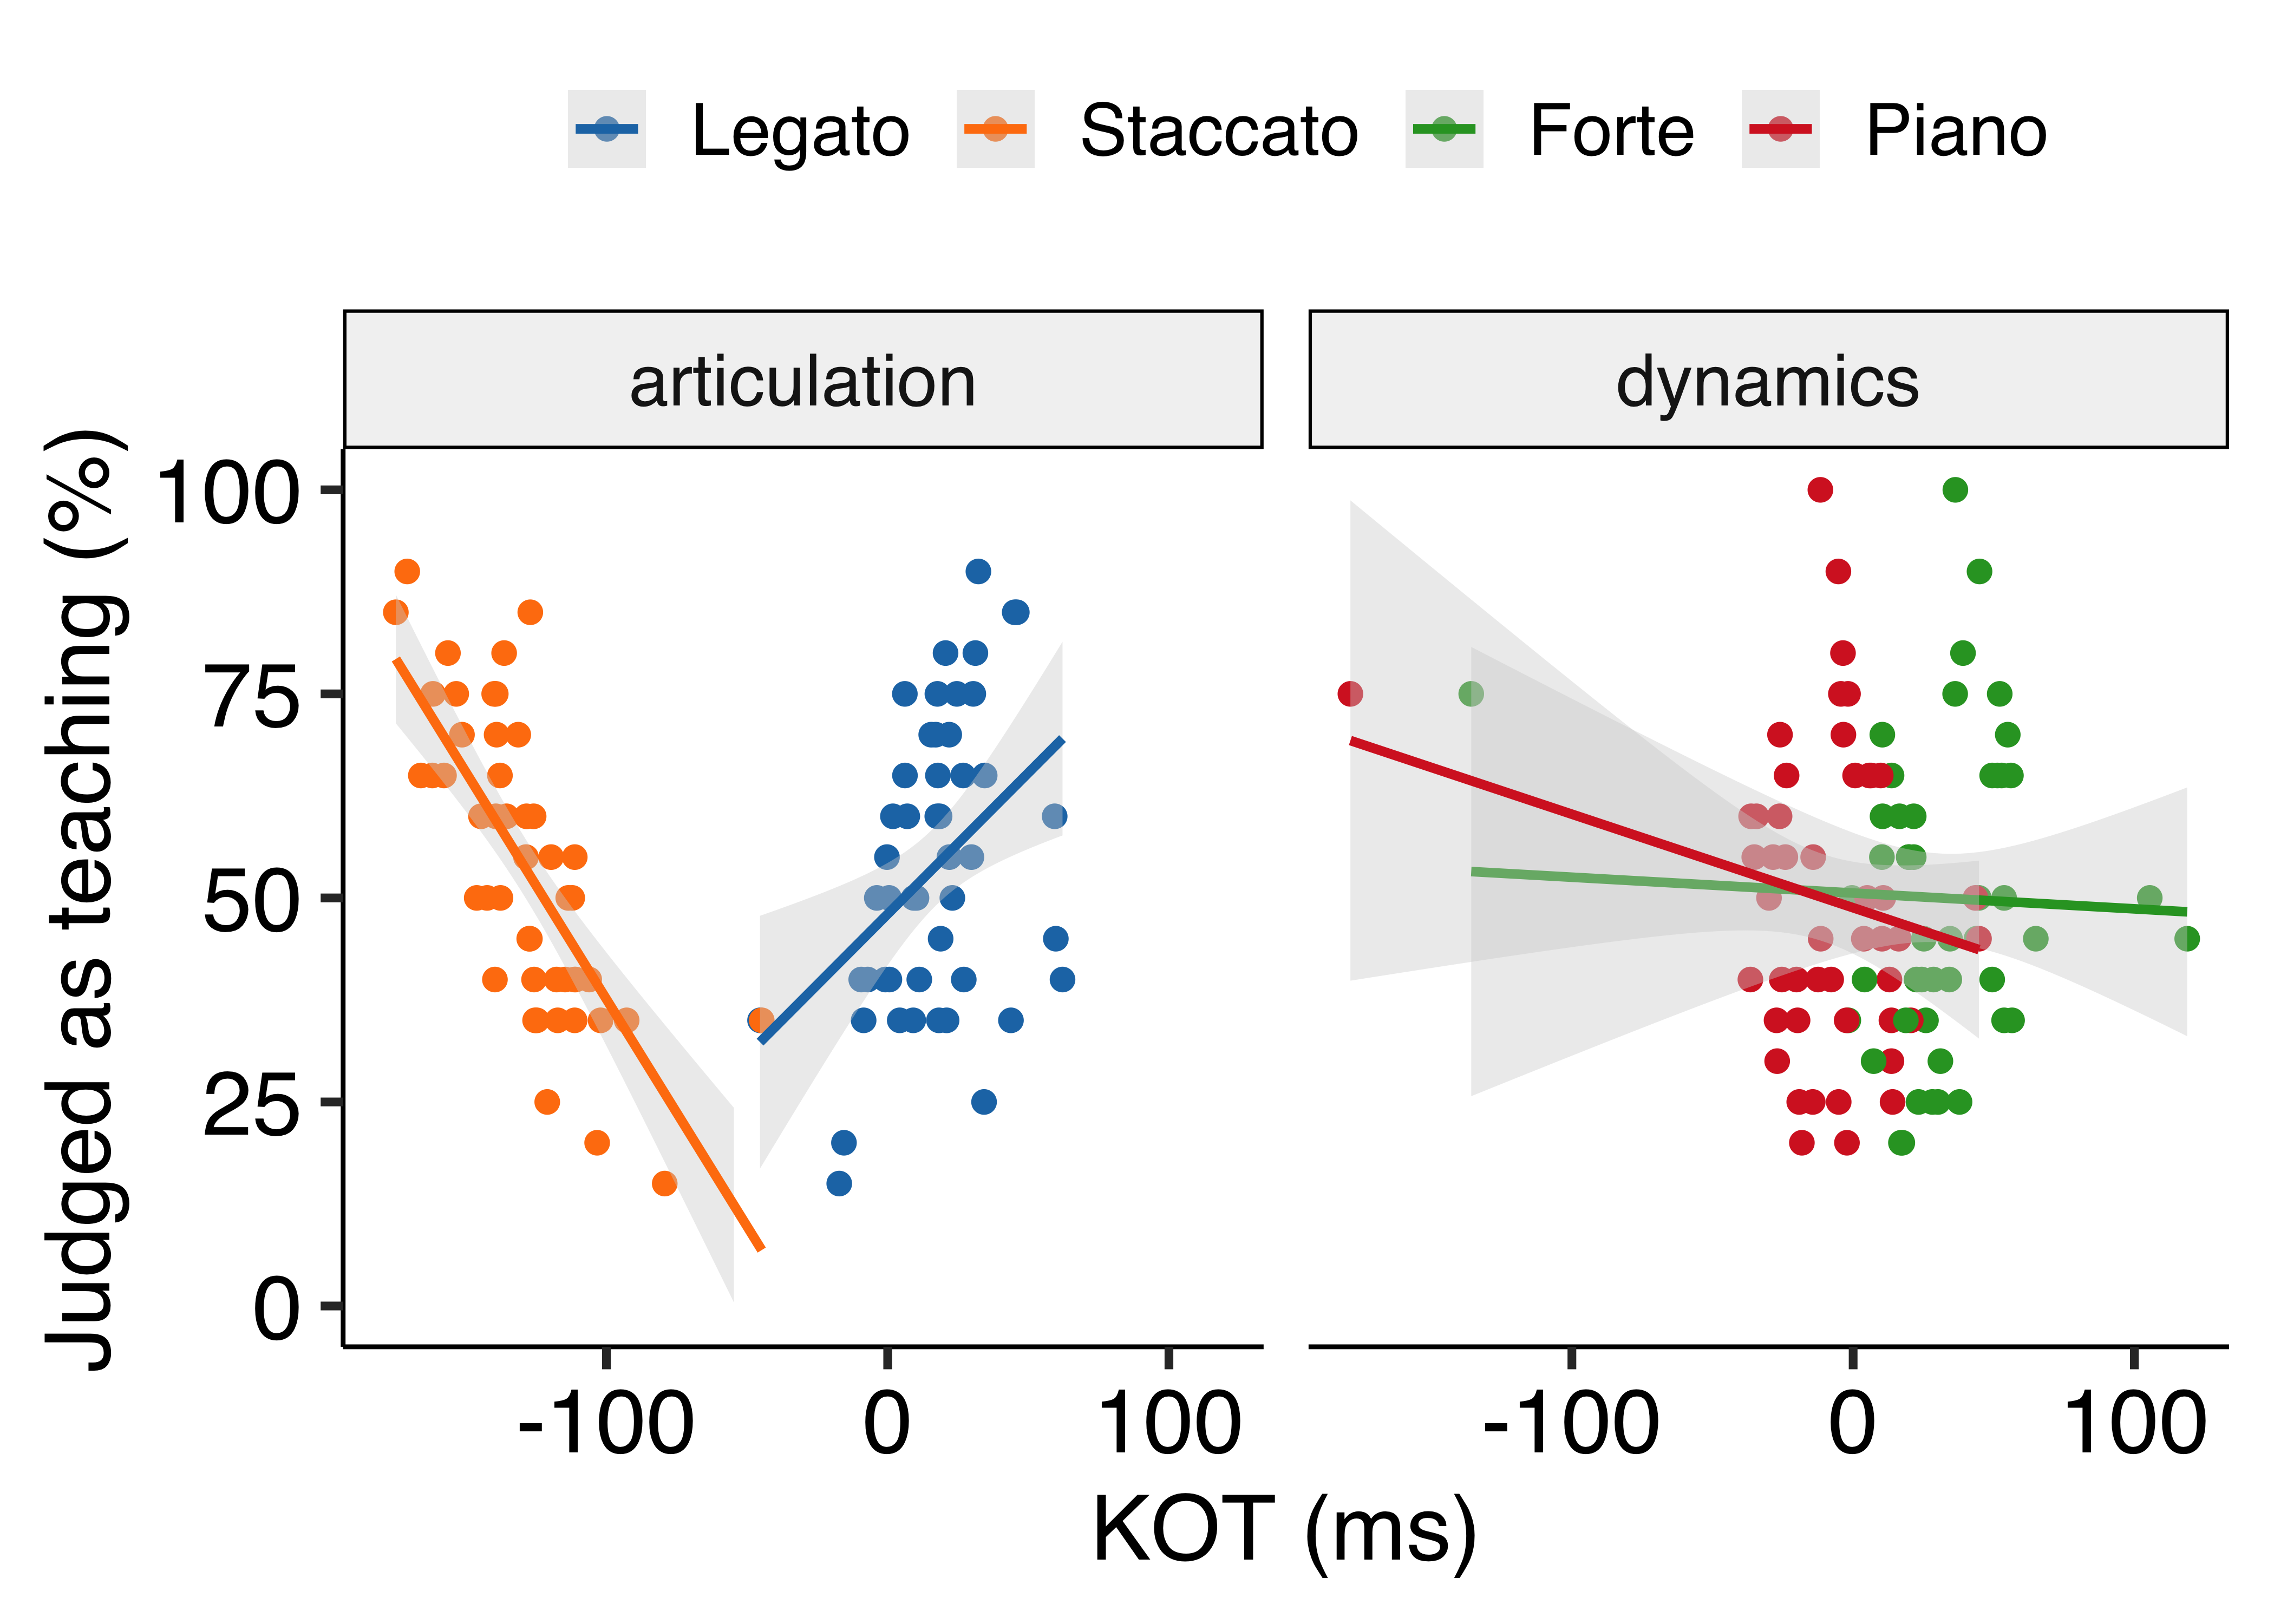 Legato Staccato Forte Piano
articulation dynamics
Judged as teaching (%)
100
75
50
25
0
-100 0 100 -100 0 100
KOT (ms)